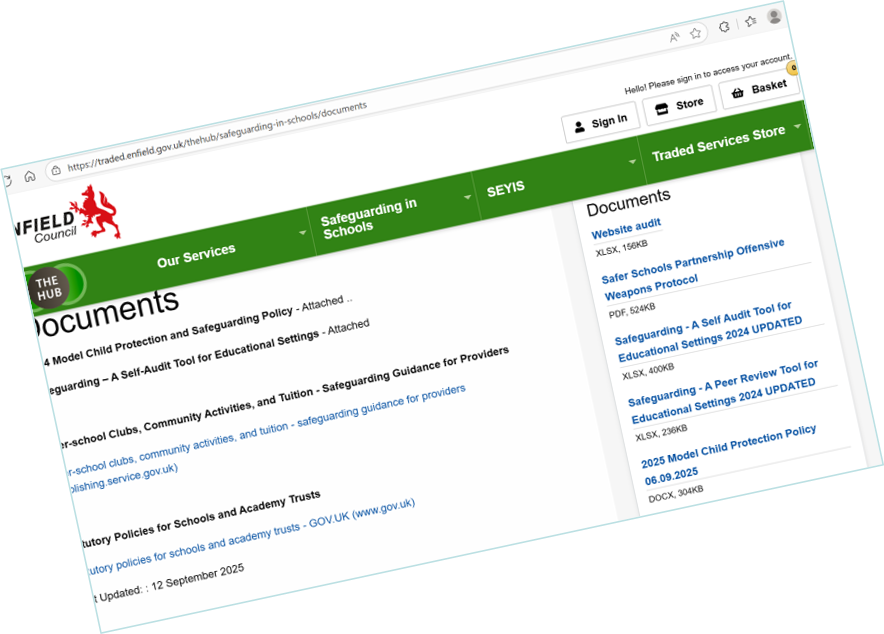 https://traded.enfield.gov.uk/thehub/safeguarding-in-schools/documents
Hello! Please sign in to access your account.
Sign In
Store
Basket
0
NFIELD
Council
THE
HUB
Our Services
Safeguarding in
Schools
SEYIS
Traded Services Store
ocuments
4 Model Child Protection and Safeguarding Policy - Attached ..
eguarding – A Self-Audit Tool for Educational Settings - Attached
er-school Clubs, Community Activities, and Tuition - Safeguarding Guidance for Providers
r-school clubs, community activities, and tuition - safeguarding guidance for providers
blishing.service.gov.uk)
tutory Policies for Schools and Academy Trusts
utory policies for schools and academy trusts - GOV.UK (www.gov.uk)
t Updated: : 12 September 2025
Documents
Website audit
XLSX, 156KB
Safer Schools Partnership Offensive
Weapons Protocol
PDF, 524KB
Safeguarding - A Self Audit Tool for
Educational Settings 2024 UPDATED
XLSX, 400KB
Safeguarding - A Peer Review Tool for
Educational Settings 2024 UPDATED
XLSX, 236KB
2025 Model Child Protection Policy
06.09.2025
DOCX, 304KB